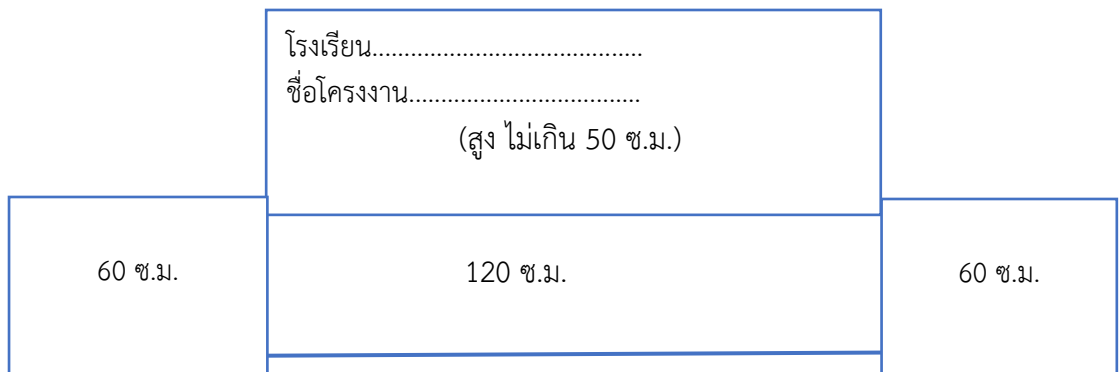 โรงเรียน..........................................
ชื่อโครงงาน....................................
(สูง ไม่เกิน 50 ซ.ม.)
60 ซ.ม.
120 ซ.ม.
60 ซ.ม.